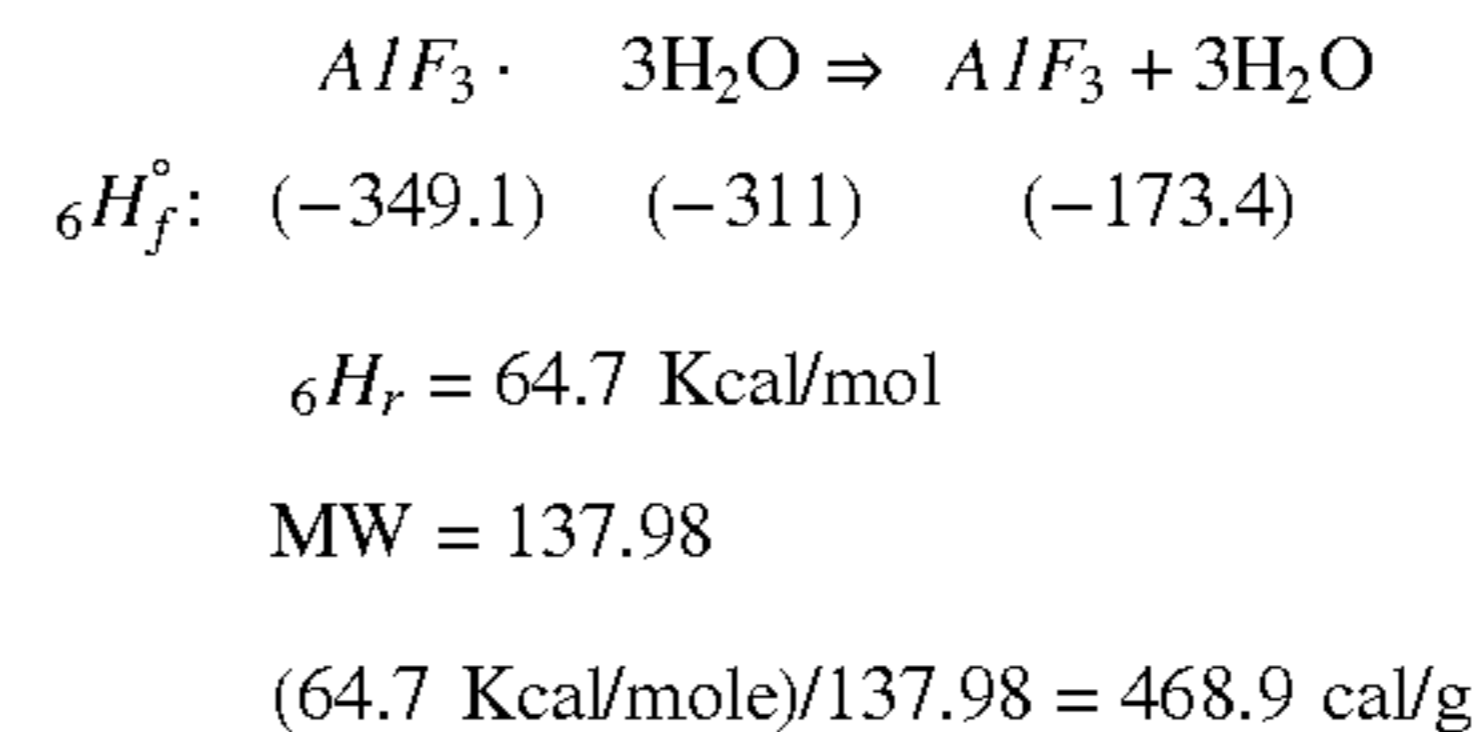 AlF₃ · 3H₂O ⇒ AlF₃ + 3H₂O
₆H°f: (−349.1) (−311) (−173.4)
₆Hᵣ = 64.7 Kcal/mol
MW = 137.98
(64.7 Kcal/mole)/137.98 = 468.9 cal/g